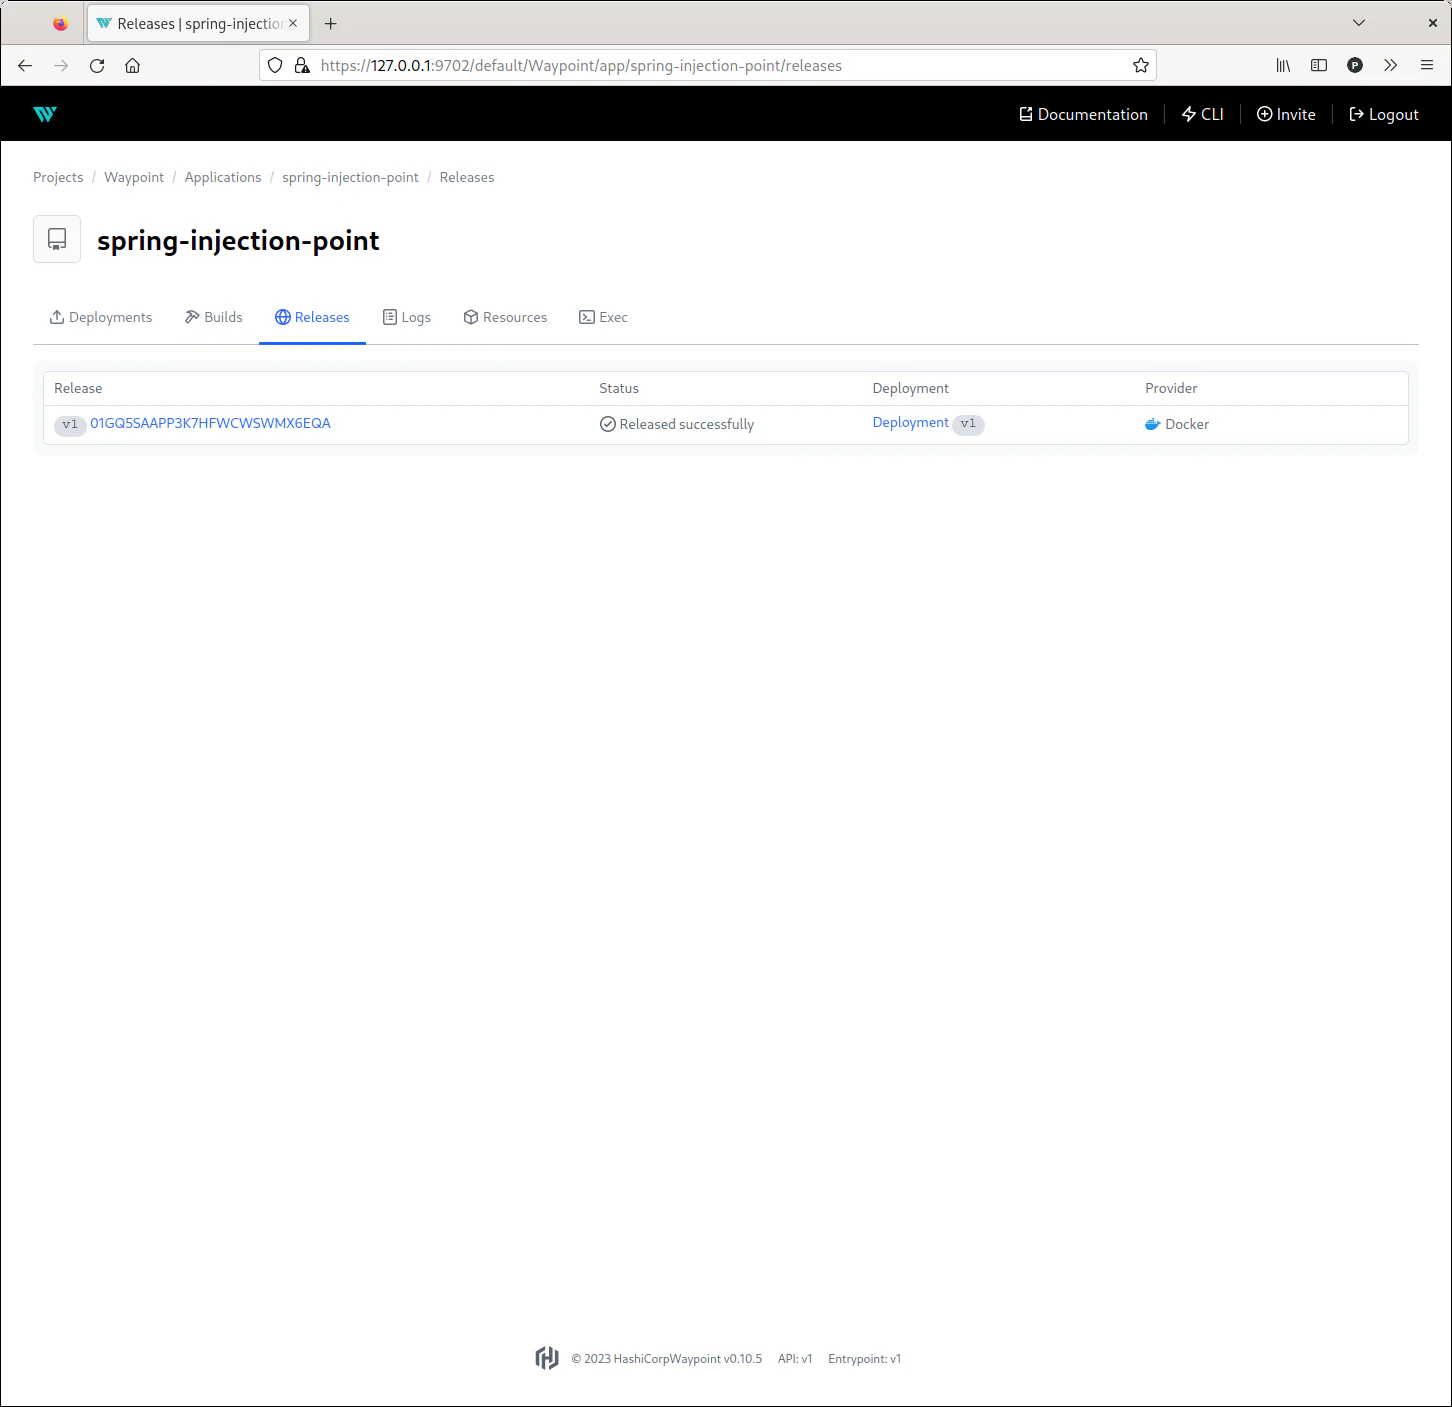 Releases | spring-injectio
https://127.0.0.1:9702/default/Waypoint/app/spring-injection-point/releases
P
Documentation CLI Invite Logout
Projects / Waypoint / Applications / spring-injection-point / Releases
spring-injection-point
Deployments Builds Releases Logs Resources Exec
Release Status Deployment Provider
v1 01GQ5SAAPP3K7HFWCWSWMX6EQA Released successfully Deployment v1 Docker
© 2023 HashiCorpWaypoint v0.10.5 API: v1 Entrypoint: v1